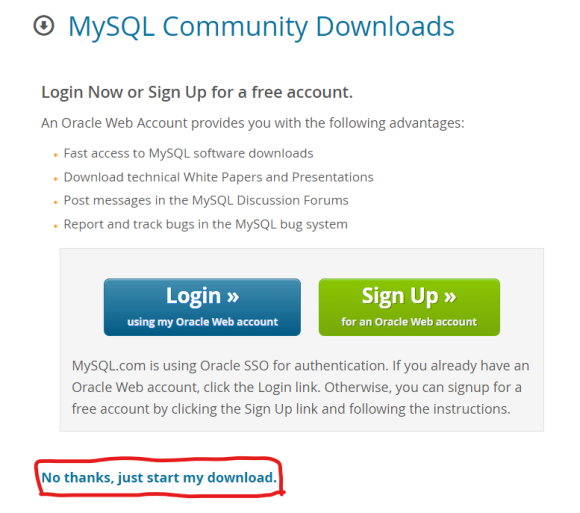 MySQL Community Downloads
Login Now or Sign Up for a free account.
An Oracle Web Account provides you with the following advantages:
Fast access to MySQL software downloads
Download technical White Papers and Presentations
Post messages in the MySQL Discussion Forums
Report and track bugs in the MySQL bug system
Login »
using my Oracle Web account
Sign Up »
for an Oracle Web account
MySQL.com is using Oracle SSO for authentication. If you already have an
Oracle Web account, click the Login link. Otherwise, you can signup for a
free account by clicking the Sign Up link and following the instructions.
No thanks, just start my download.